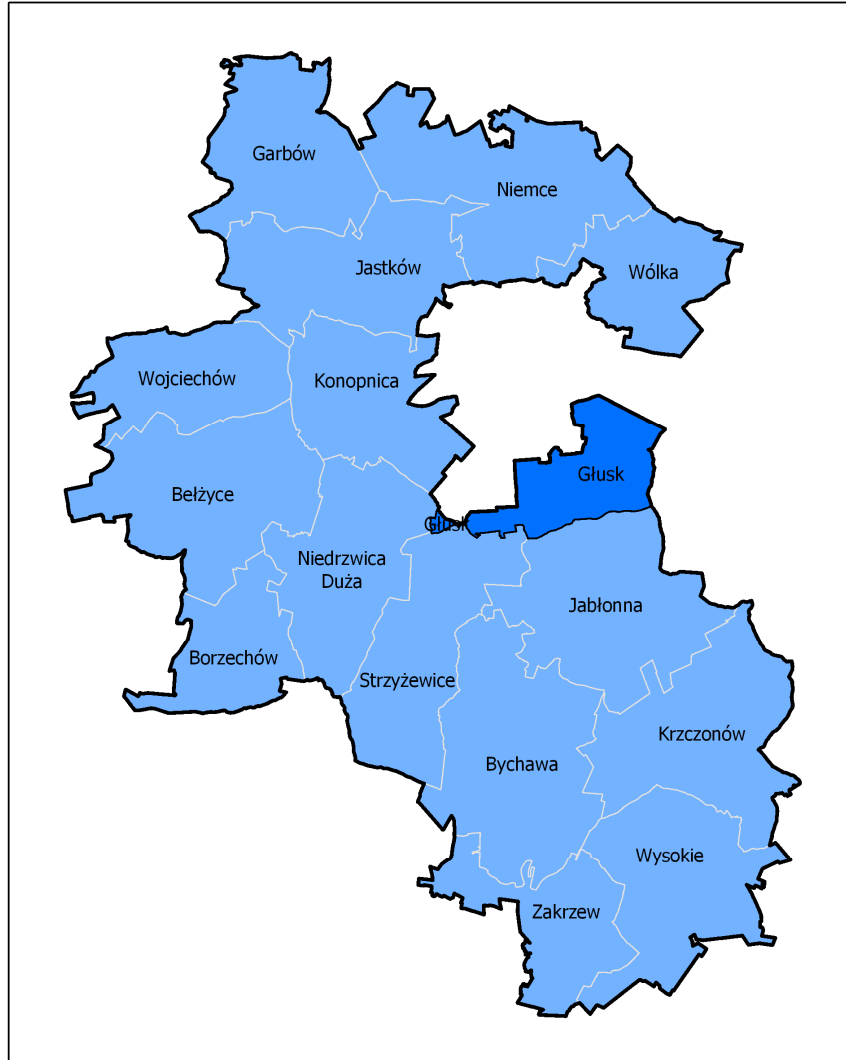 Garbów
Niemce
Jastków
Wólka
Wojciechów
Konopnica
Głusk
Bełżyce
Głusk
Niedrzwica
Duża
Jabłonna
Borzechów
Strzyżewice
Krzczonów
Bychawa
Wysokie
Zakrzew